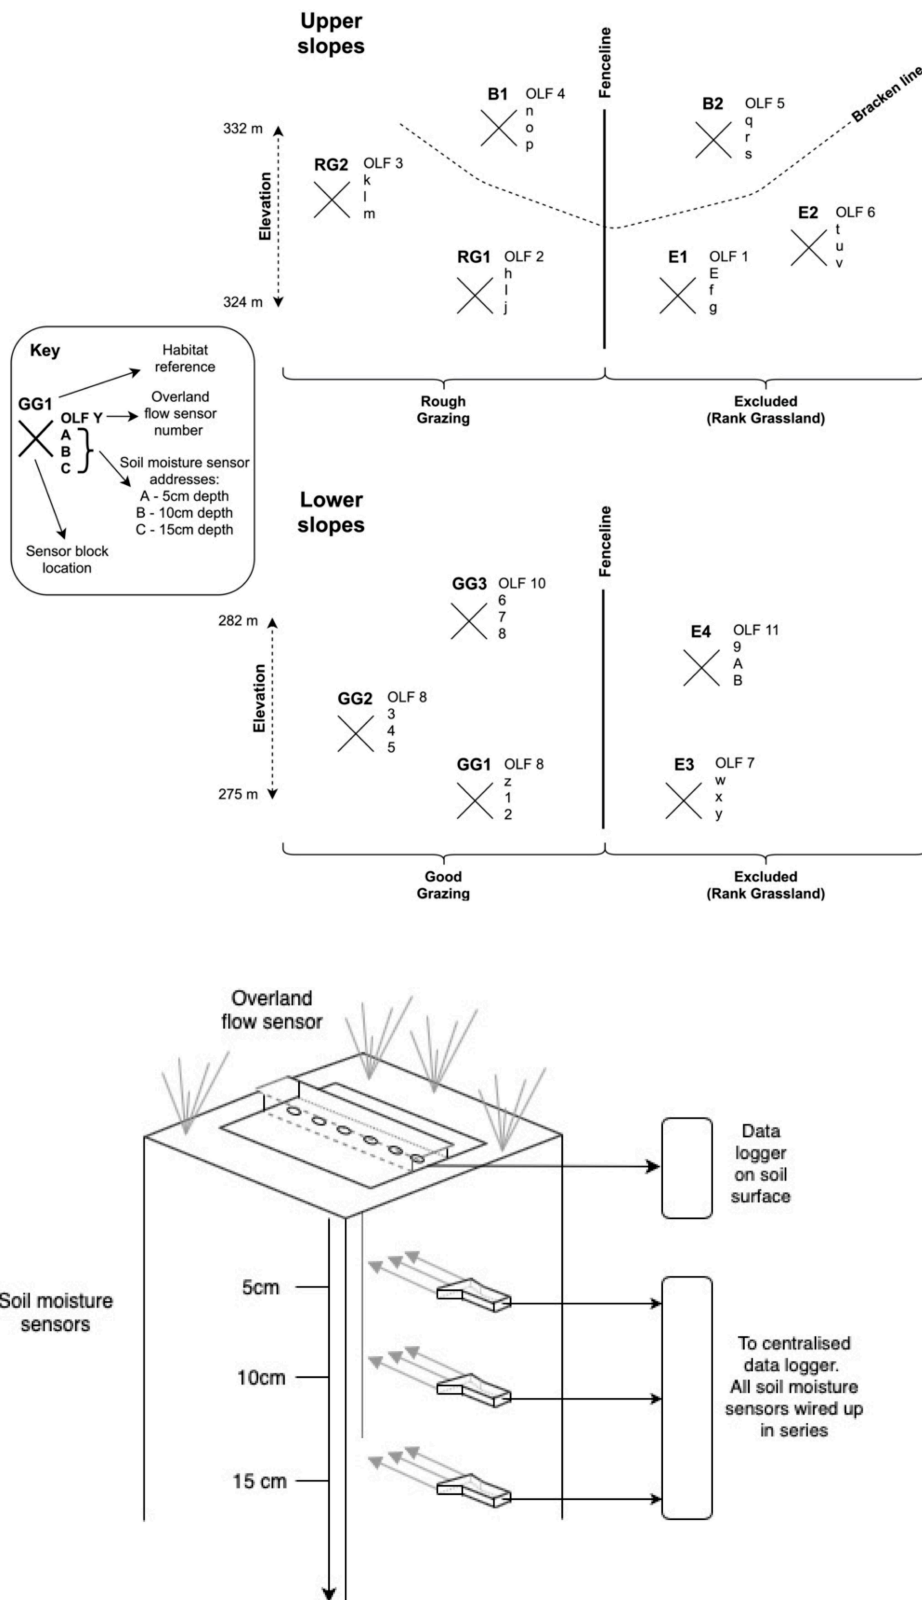 Upper
slopes
Fenceline
Bracken line
B1 OLF 4
n
o
p
B2 OLF 5
q
r
s
332 m
Elevation
324 m
RG2 OLF 3
k
l
m
E2 OLF 6
t
u
v
RG1 OLF 2
h
I
j
E1 OLF 1
E
f
g
Rough
Grazing
Excluded
(Rank Grassland)
Key
Habitat
reference
GG1
OLF Y
A
B
C
Overland
flow sensor
number
Soil moisture sensor
addresses:
A - 5cm depth
B - 10cm depth
C - 15cm depth
Sensor block
location
Lower
slopes
Fenceline
GG3 OLF 10
6
7
8
282 m
Elevation
275 m
E4 OLF 11
9
A
B
GG2 OLF 8
3
4
5
GG1 OLF 8
z
1
2
E3 OLF 7
w
x
y
Good
Grazing
Excluded
(Rank Grassland)
Overland
flow sensor
Data
logger
on soil
surface
Soil moisture
sensors
5cm
10cm
15 cm
To centralised
data logger.
All soil moisture
sensors wired up
in series